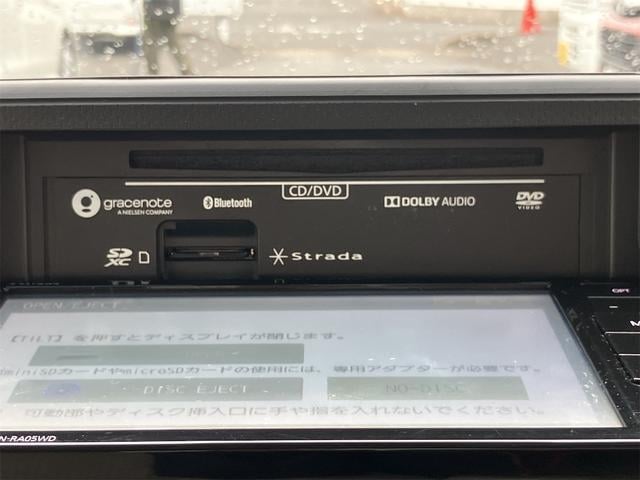 gracenote
A NIELSEN COMPANY
Bluetooth
CD/DVD
DOLBY AUDIO
DVD
VIDEO
SD
XC
Strada
OPEN/EJECT
【TILT】を押すとディスプレイが閉じます。
miniSDカードやmicroSDカードの使用には、専用アダプターが必要です。
DISC EJECT
NO-DISC
可動部やディスク挿入口に手や指を入れないでください。
N-RA05WD
OPT